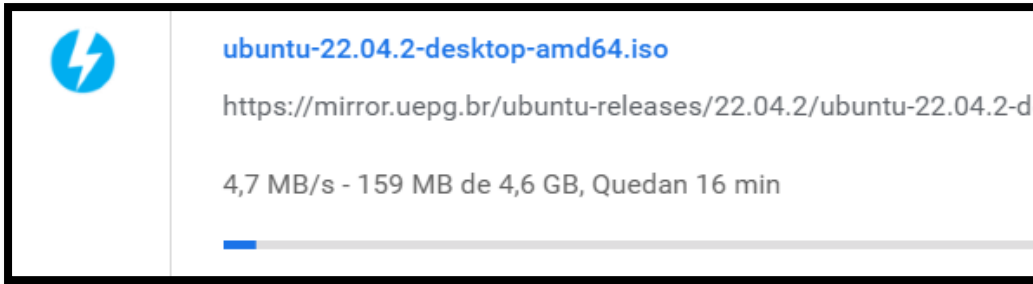 ubuntu-22.04.2-desktop-amd64.iso
https://mirror.uepg.br/ubuntu-releases/22.04.2/ubuntu-22.04.2-d
4,7 MB/s - 159 MB de 4,6 GB, Quedan 16 min